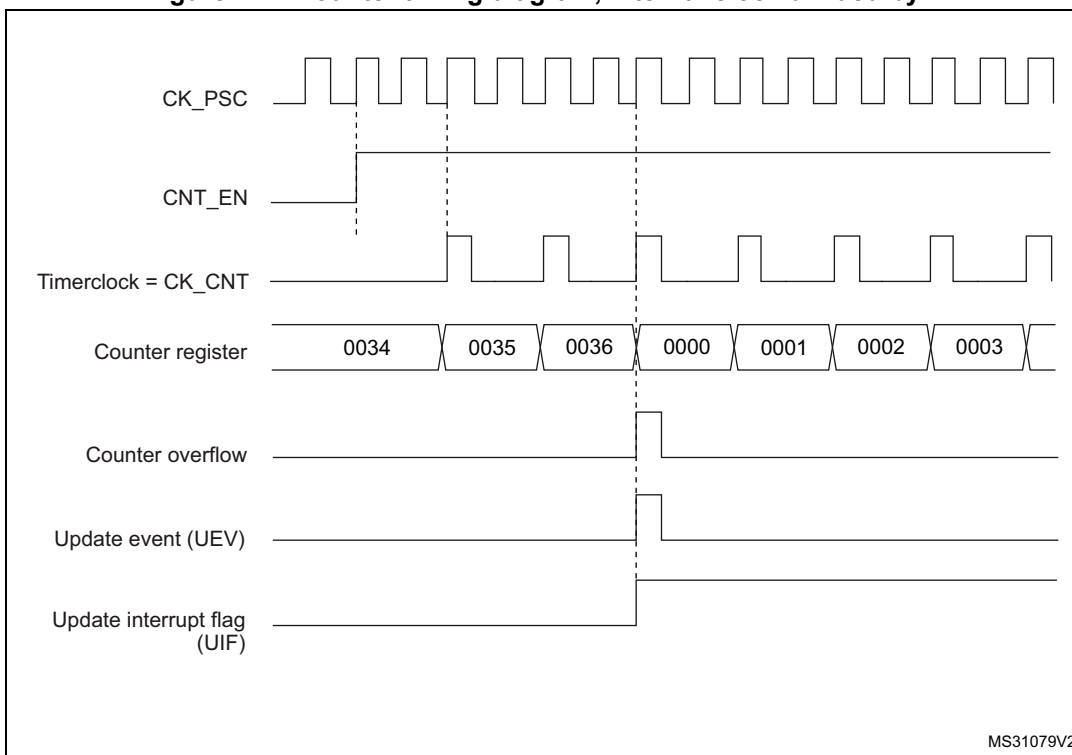 CK_PSC
CNT_EN
Timerclock = CK_CNT
Counter register
0034 0035 0036 0000 0001 0002 0003
Counter overflow
Update event (UEV)
Update interrupt flag
(UIF)
MS31079V2